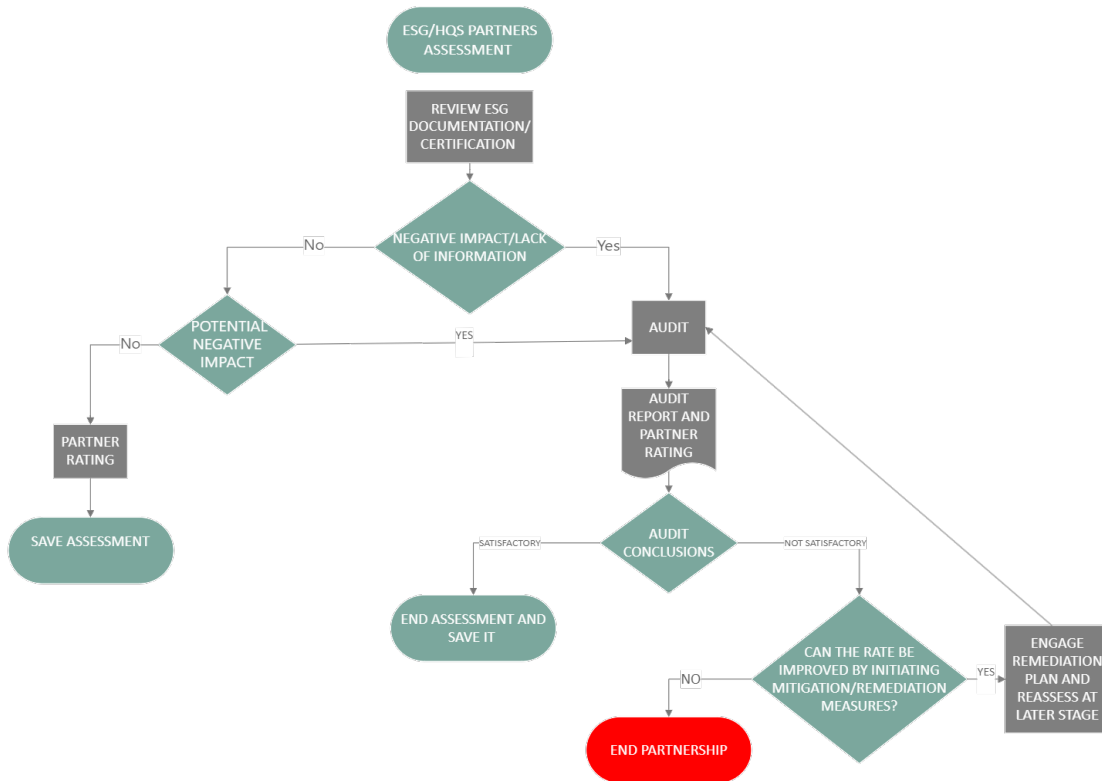 ESG/HQS PARTNERS
ASSESSMENT
REVIEW ESG
DOCUMENTATION/
CERTIFICATION
NEGATIVE IMPACT/LACK
OF INFORMATION
No
Yes
POTENTIAL
NEGATIVE
IMPACT
YES
AUDIT
No
AUDIT
REPORT AND
PARTNER
RATING
PARTNER
RATING
SAVE ASSESSMENT
AUDIT
CONCLUSIONS
SATISFACTORY
NOT SATISFACTORY
END ASSESSMENT AND
SAVE IT
CAN THE RATE BE
IMPROVED BY INITIATING
MITIGATION/REMEDIATION
MEASURES?
NO
YES
ENGAGE
REMEDIATION
PLAN AND
REASSESS AT
LATER STAGE
END PARTNERSHIP